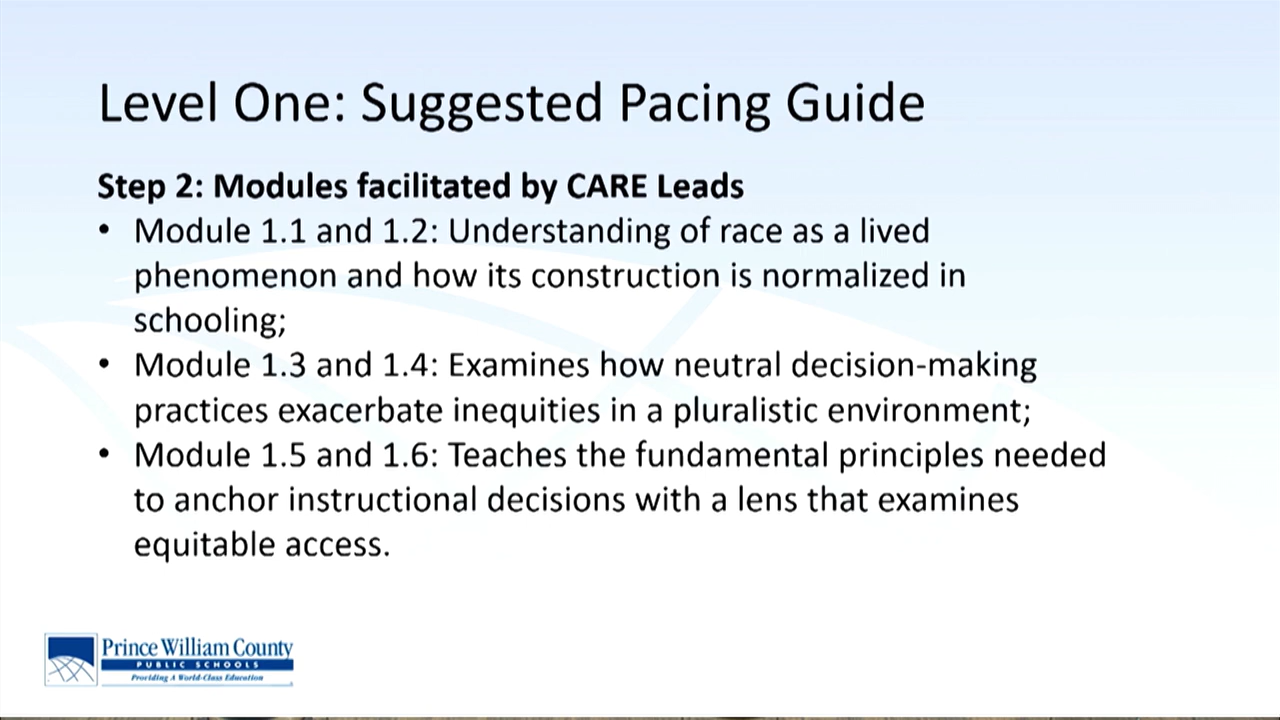 Level One: Suggested Pacing Guide
Step 2: Modules facilitated by CARE Leads
• Module 1.1 and 1.2: Understanding of race as a lived
phenomenon and how its construction is normalized in
schooling;
• Module 1.3 and 1.4: Examines how neutral decision-making
practices exacerbate inequities in a pluralistic environment;
• Module 1.5 and 1.6: Teaches the fundamental principles needed
to anchor instructional decisions with a lens that examines
equitable access.
Prince William County
PUBLIC SCHOOLS
Providing A World-Class Education